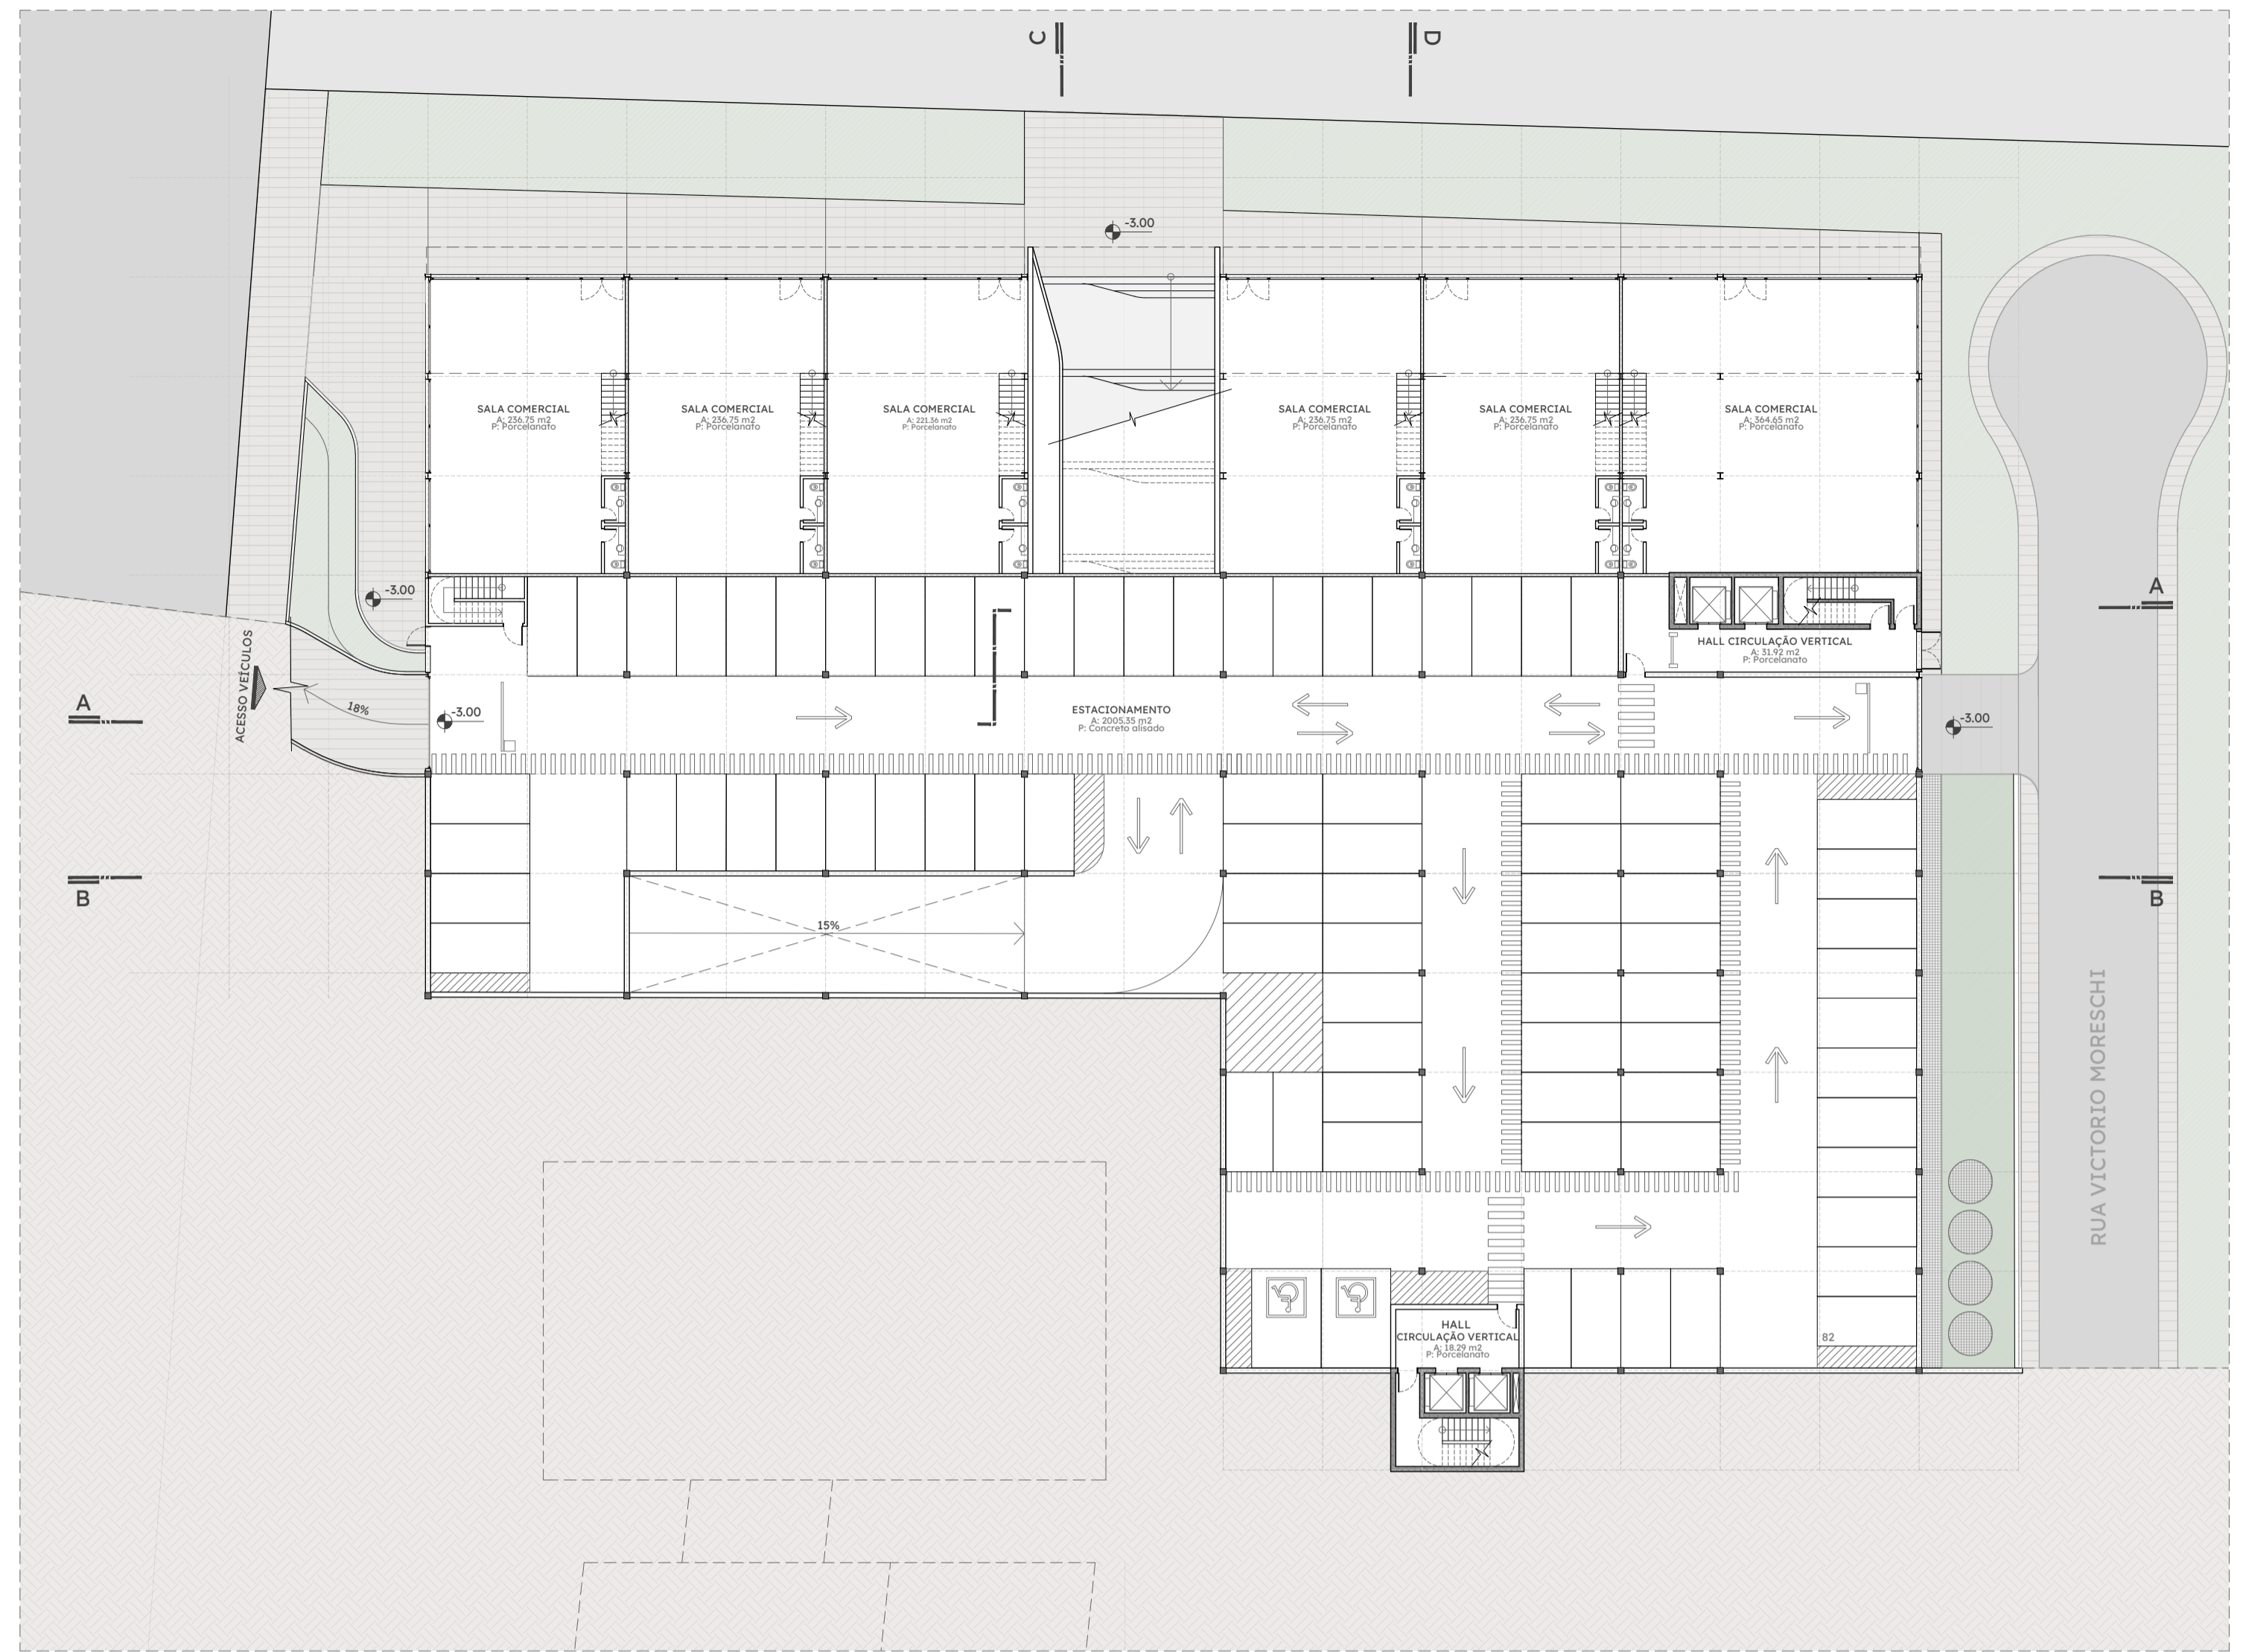 C
D
-3.00
SALA COMERCIAL
A: 236.75 m2
P: Porcelanato
SALA COMERCIAL
A: 236.75 m2
P: Porcelanato
SALA COMERCIAL
A: 221.36 m2
P: Porcelanato
SALA COMERCIAL
A: 236.75 m2
P: Porcelanato
SALA COMERCIAL
A: 236.75 m2
P: Porcelanato
SALA COMERCIAL
A: 364.65 m2
P: Porcelanato
-3.00
A
HALL CIRCULAÇÃO VERTICAL
A: 31.92 m2
P: Porcelanato
ACESSO VEÍCULOS
A
18%
-3.00
ESTACIONAMENTO
A: 2005.35 m2
P: Concreto alisado
-3.00
B
B
15%
RUA VICTORIO MORESCHI
HALL
CIRCULAÇÃO VERTICAL
A: 18.29 m2
P: Porcelanato
82